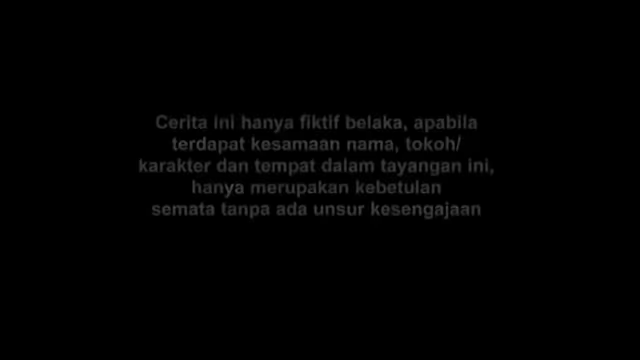 Cerita ini hanya fiktif belaka, apabila
terdapat kesamaan nama, tokoh/
karakter dan tempat dalam tayangan ini,
hanya merupakan kebetulan
semata tanpa ada unsur kesengajaan